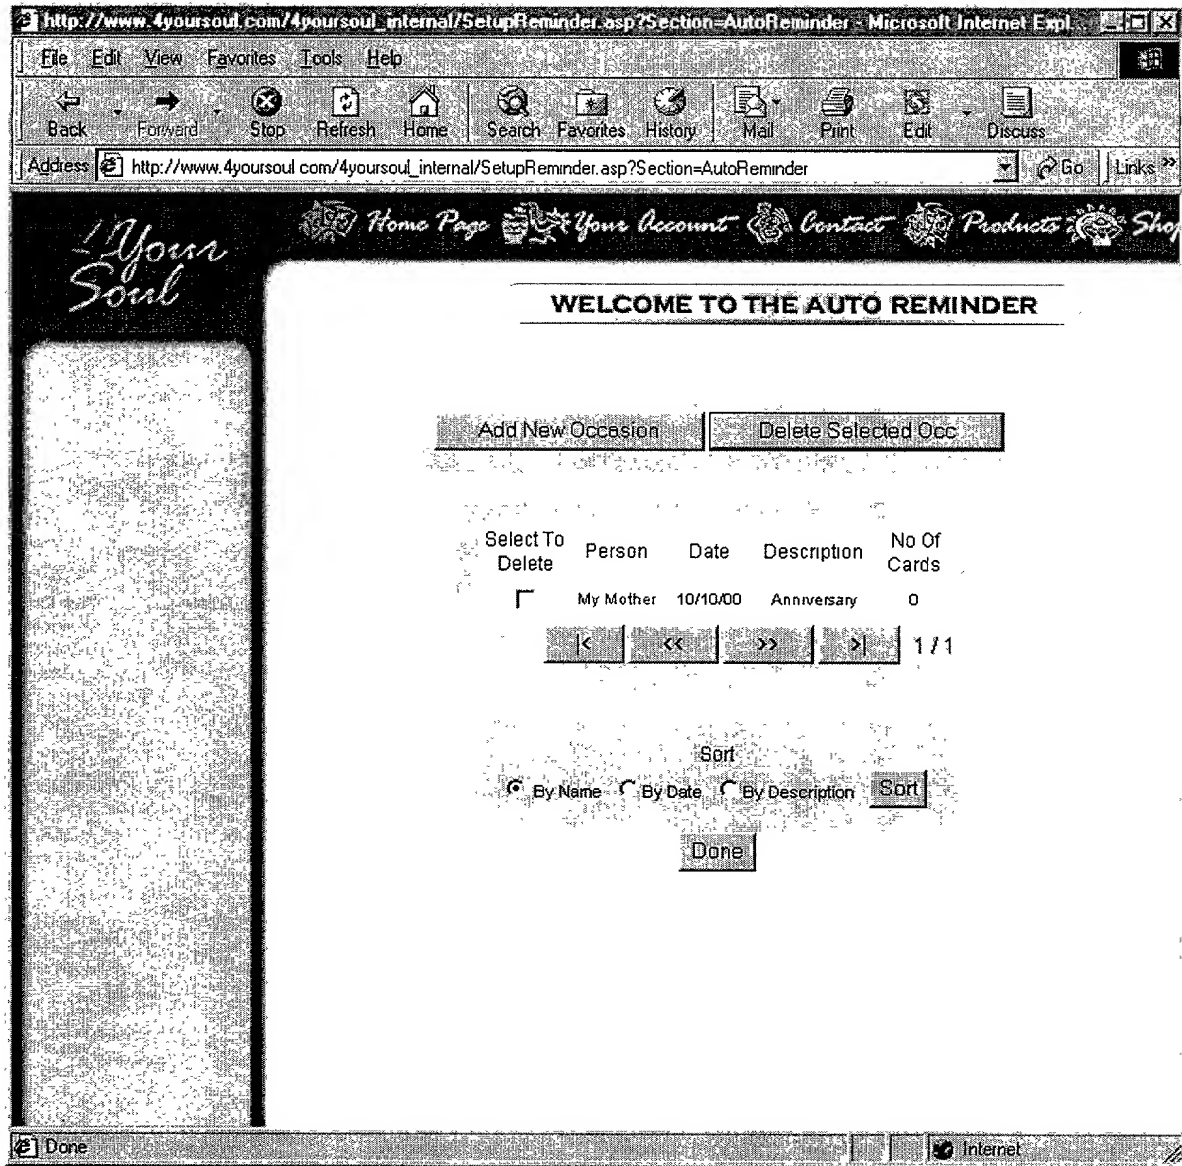 http://www.4yoursoul.com/4yoursoul_internal/SetupReminder.asp?Section=AutoReminder - Microsoft Internet Expl...
File Edit View Favorites Tools Help
Back Forward Stop Refresh Home Search Favorites History Mail Print Edit Discuss
Address http://www.4yoursoul.com/4yoursoul_internal/SetupReminder.asp?Section=AutoReminder Go Links »
4 Your Soul
Home Page Your Account Contact Products Shop
WELCOME TO THE AUTO REMINDER
Add New Occasion Delete Selected Occ
Select To Delete Person Date Description No Of Cards
My Mother 10/10/00 Anniversary 0
|< << >> >| 1 / 1
Sort
By Name By Date By Description Sort
Done
Done Internet